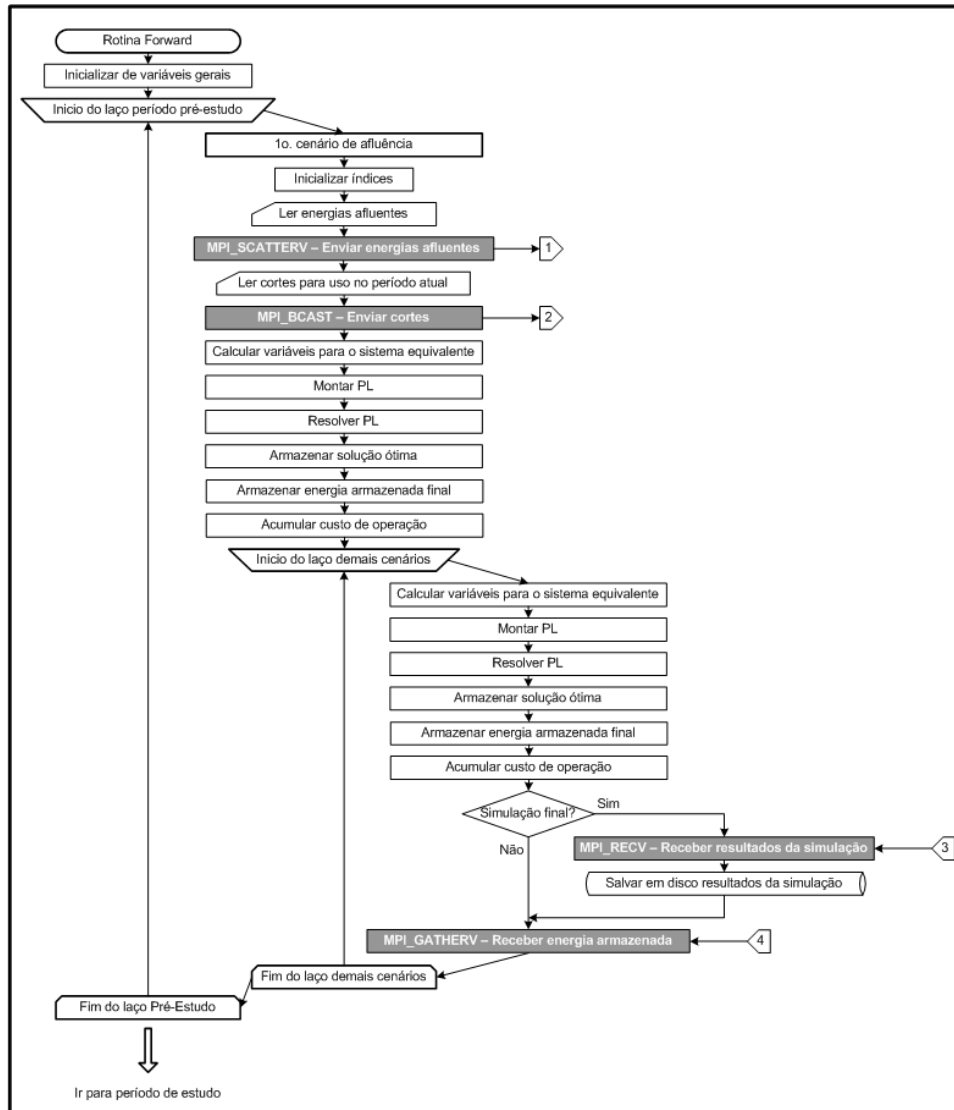 Rotina Forward
Inicializar de variáveis gerais
Inicio do laço período pré-estudo
1o. cenário de afluência
Inicializar índices
Ler energias afluentes
MPI_SCATTERV – Enviar energias afluentes
1
Ler cortes para uso no período atual
MPI_BCAST – Enviar cortes
2
Calcular variáveis para o sistema equivalente
Montar PL
Resolver PL
Armazenar solução ótima
Armazenar energia armazenada final
Acumular custo de operação
Início do laço demais cenários
Calcular variáveis para o sistema equivalente
Montar PL
Resolver PL
Armazenar solução ótima
Armazenar energia armazenada final
Acumular custo de operação
Simulação final?
Sim
Não
MPI_RECV – Receber resultados da simulação
3
Salvar em disco resultados da simulação
MPI_GATHERV – Receber energia armazenada
4
Fim do laço demais cenários
Fim do laço Pré-Estudo
Ir para período de estudo